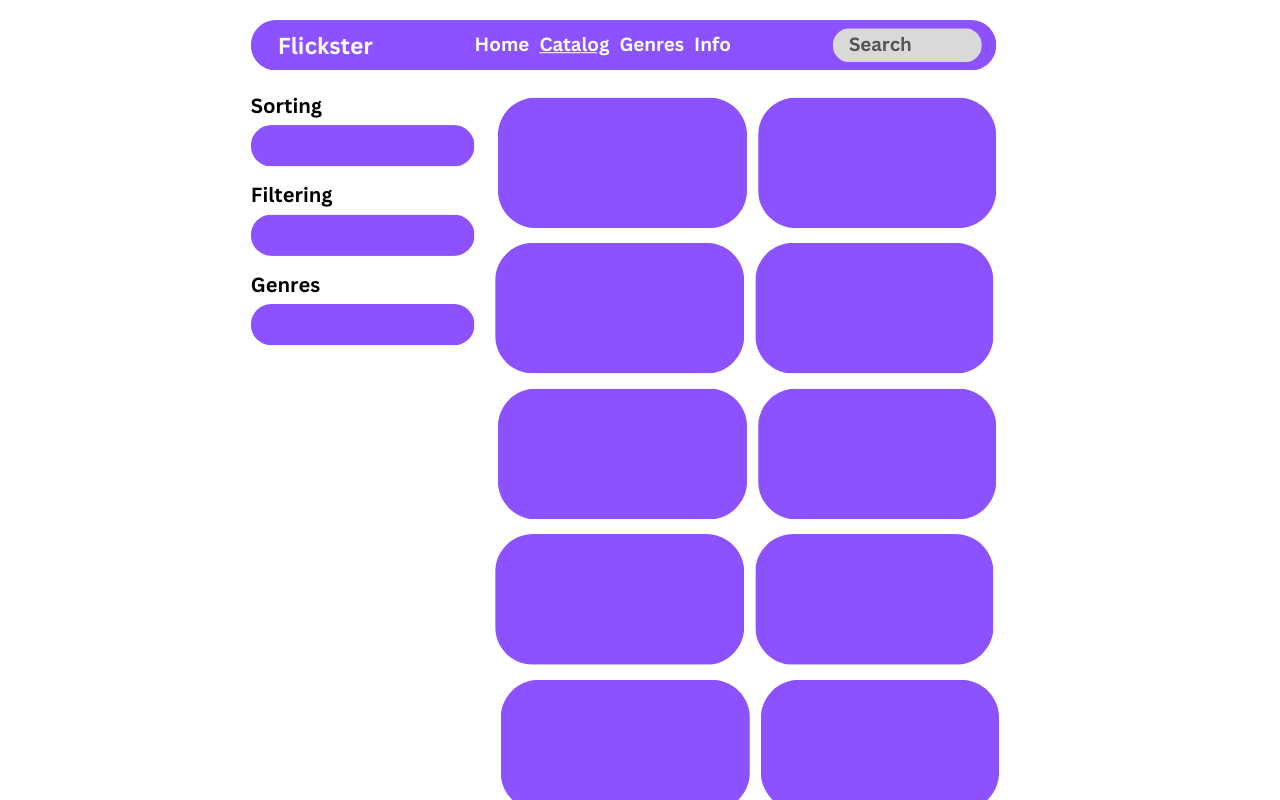 Flickster
Home Catalog Genres Info
Search
Sorting
Filtering
Genres